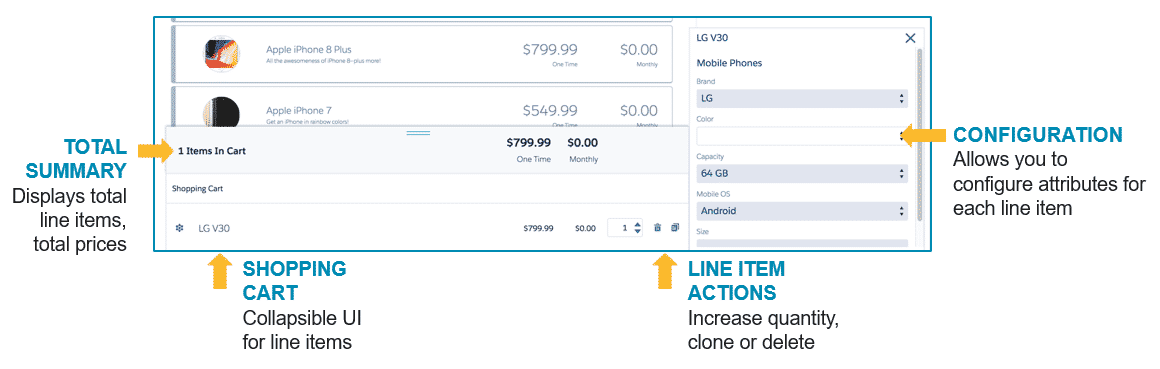 Apple iPhone 8 Plus
All the awesomeness of iPhone 8-plus more!
$799.99
One Time
$0.00
Monthly
Apple iPhone 7
Get an iPhone in rainbow colors!
$549.99
One Time
$0.00
Monthly
1 Items In Cart
$799.99
One Time
$0.00
Monthly
Shopping Cart
LG V30
$799.99
$0.00
1
LG V30
Mobile Phones
Brand
LG
Color
Capacity
64 GB
Mobile OS
Android
Size
TOTAL
SUMMARY
Displays total
line items,
total prices
SHOPPING
CART
Collapsible UI
for line items
LINE ITEM
ACTIONS
Increase quantity,
clone or delete
CONFIGURATION
Allows you to
configure attributes for
each line item